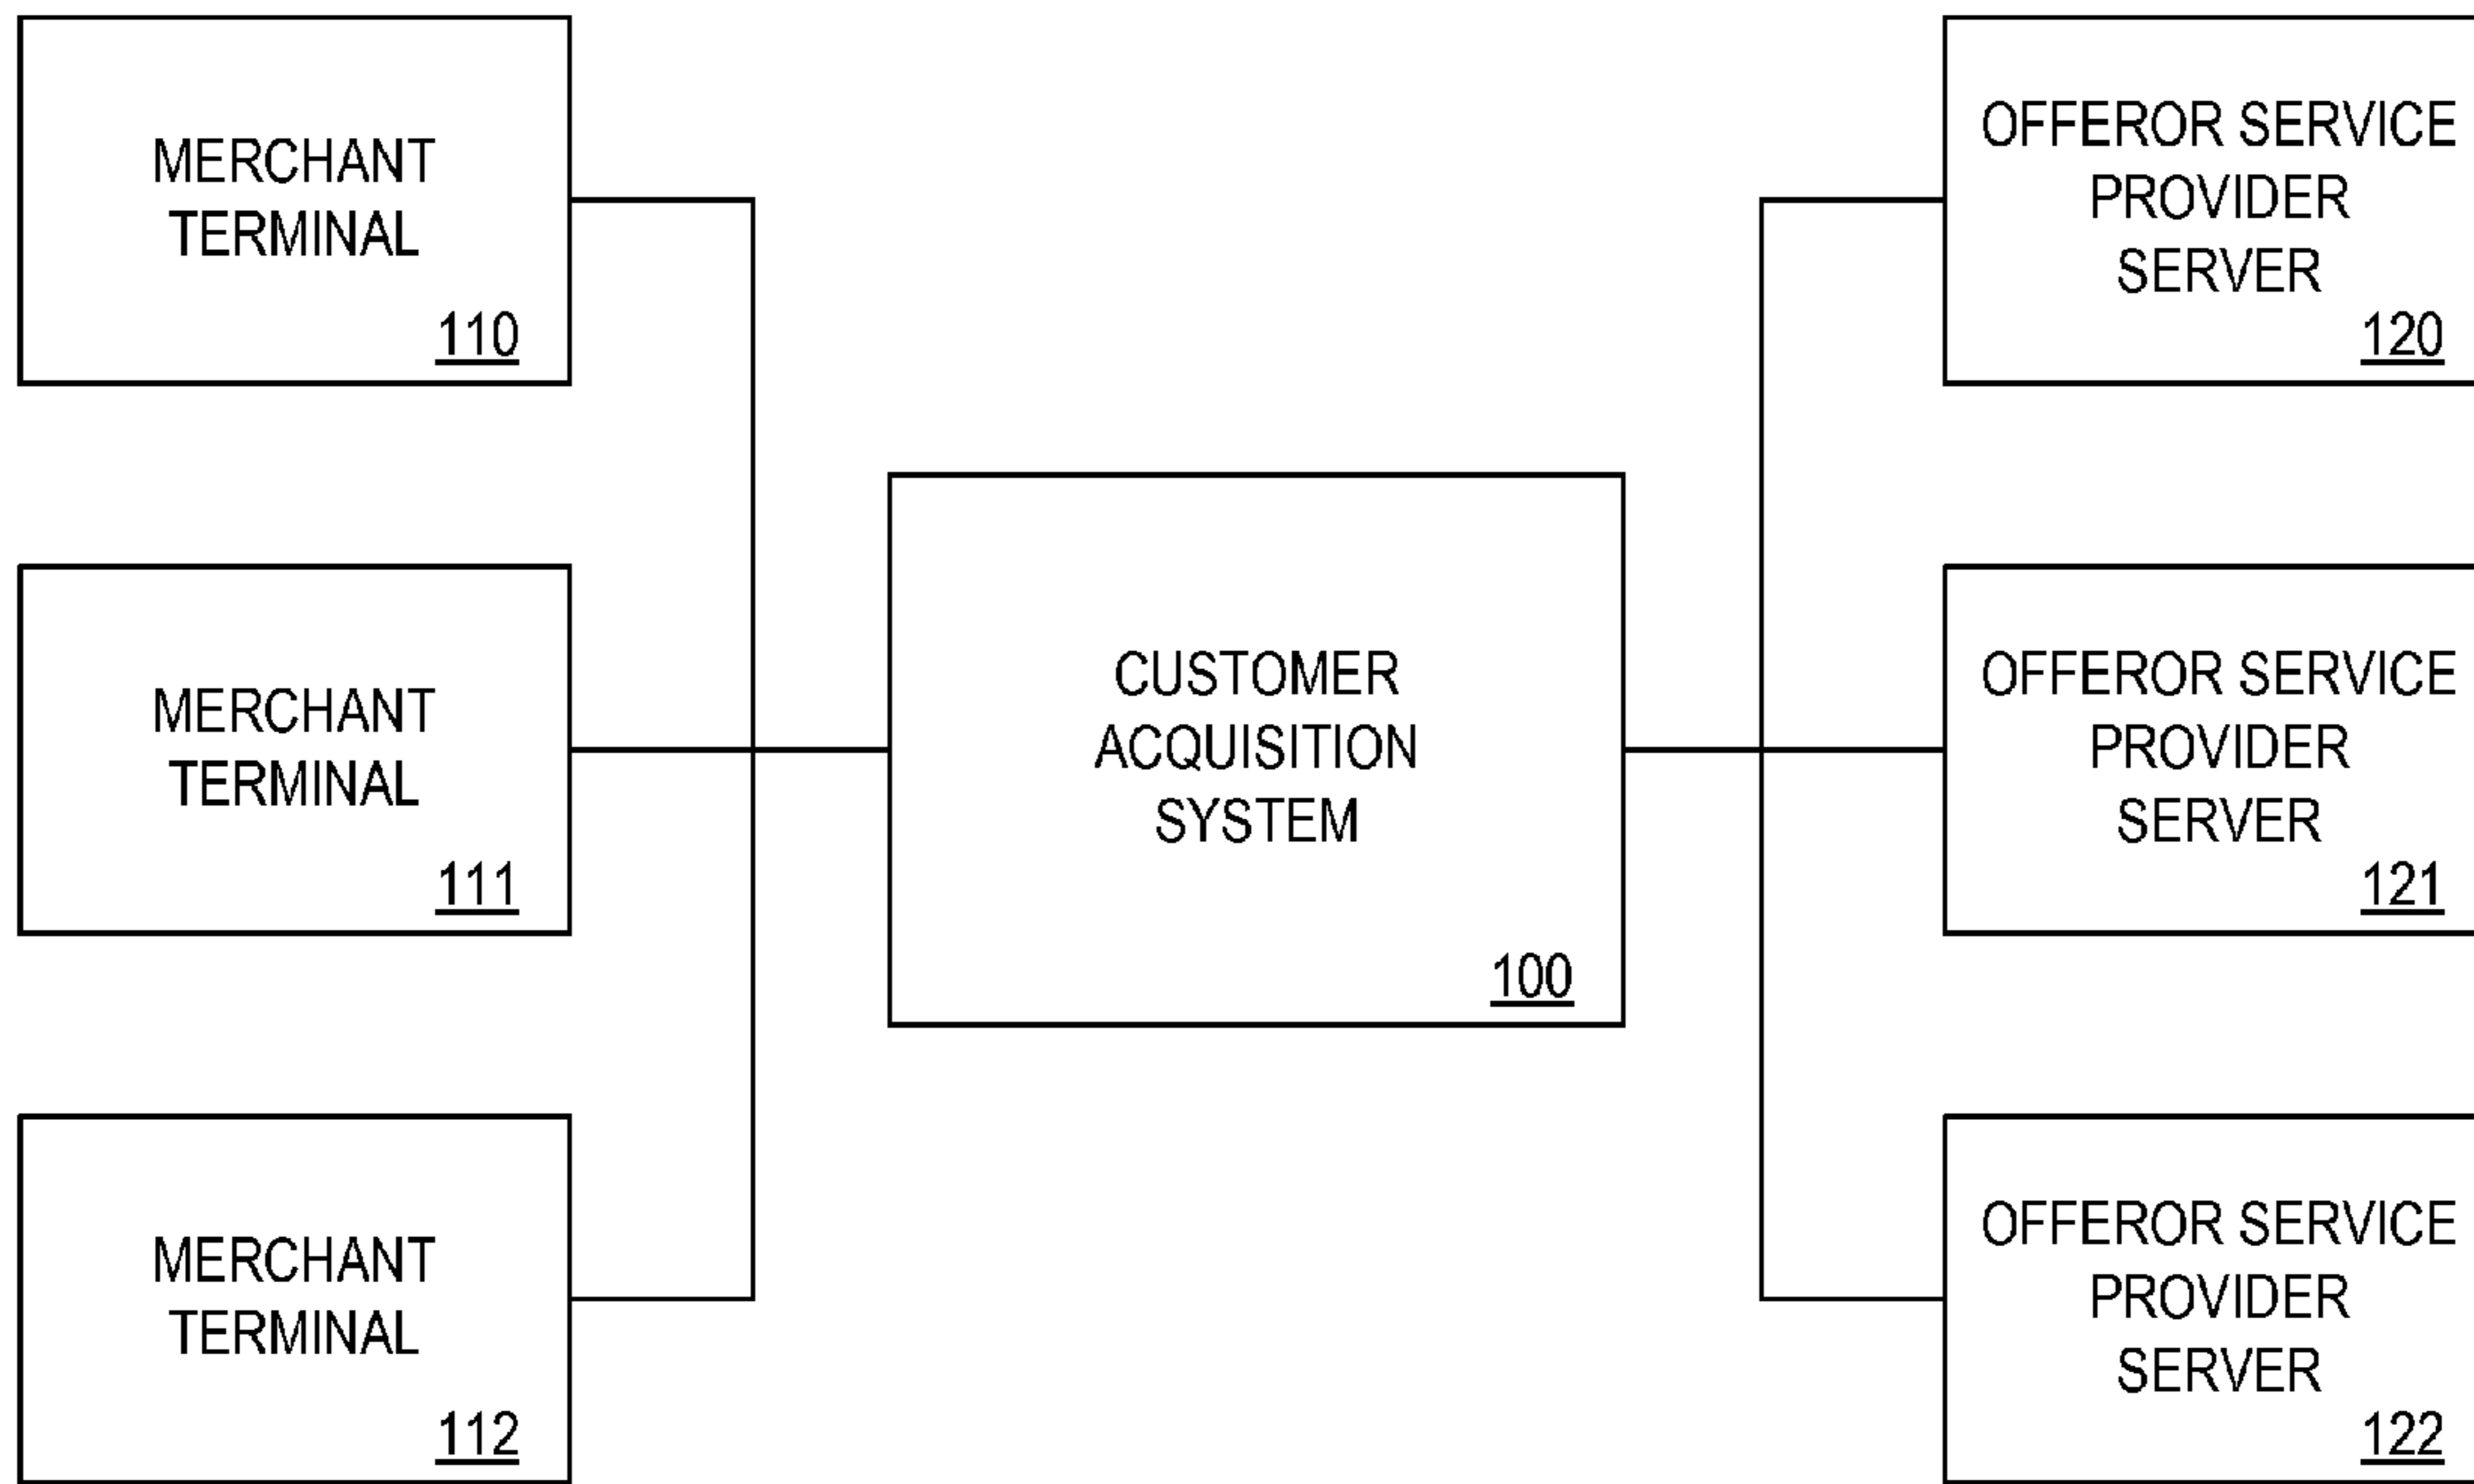 MERCHANT
TERMINAL
110
MERCHANT
TERMINAL
111
MERCHANT
TERMINAL
112
CUSTOMER
ACQUISITION
SYSTEM
100
OFFEROR SERVICE
PROVIDER
SERVER
120
OFFEROR SERVICE
PROVIDER
SERVER
121
OFFEROR SERVICE
PROVIDER
SERVER
122